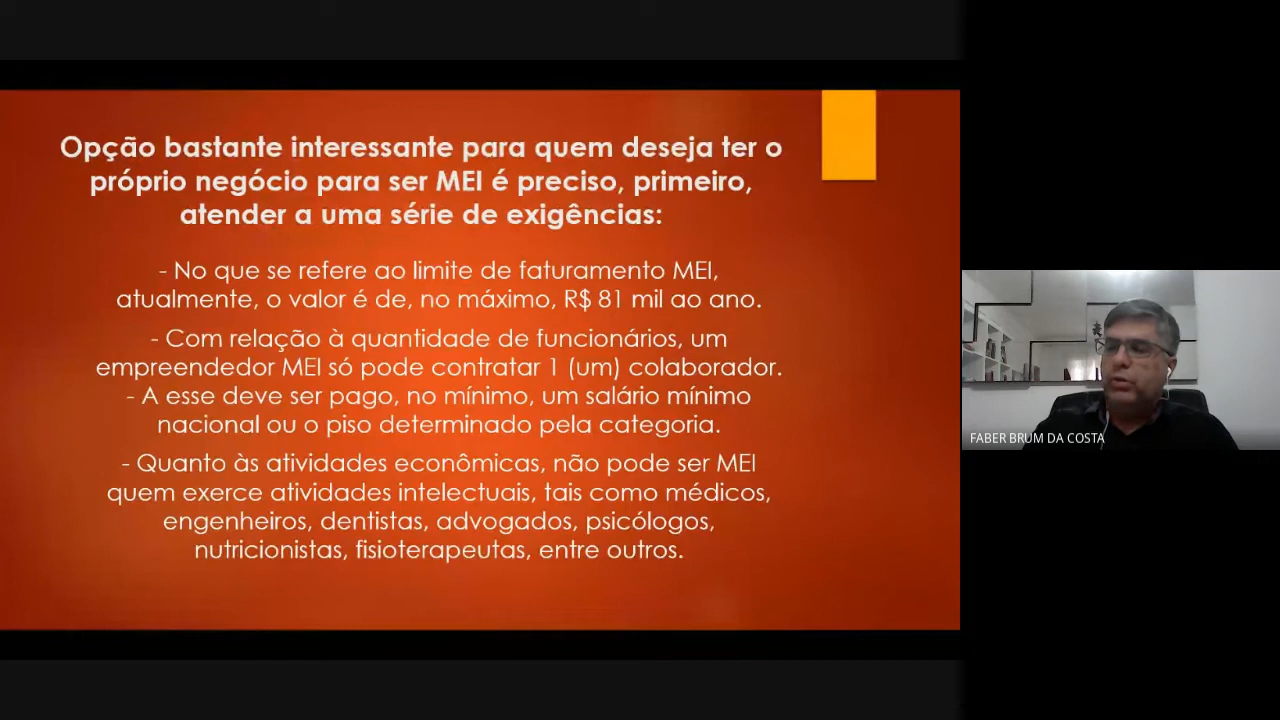 Opção bastante interessante para quem deseja ter o
próprio negócio para ser MEI é preciso, primeiro,
atender a uma série de exigências:
- No que se refere ao limite de faturamento MEI,
atualmente, o valor é de, no máximo, R$ 81 mil ao ano.
- Com relação à quantidade de funcionários, um
empreendedor MEI só pode contratar 1 (um) colaborador.
- A esse deve ser pago, no mínimo, um salário mínimo
nacional ou o piso determinado pela categoria.
- Quanto às atividades econômicas, não pode ser MEI
quem exerce atividades intelectuais, tais como médicos,
engenheiros, dentistas, advogados, psicólogos,
nutricionistas, fisioterapeutas, entre outros.
FABER BRUM DA COSTA